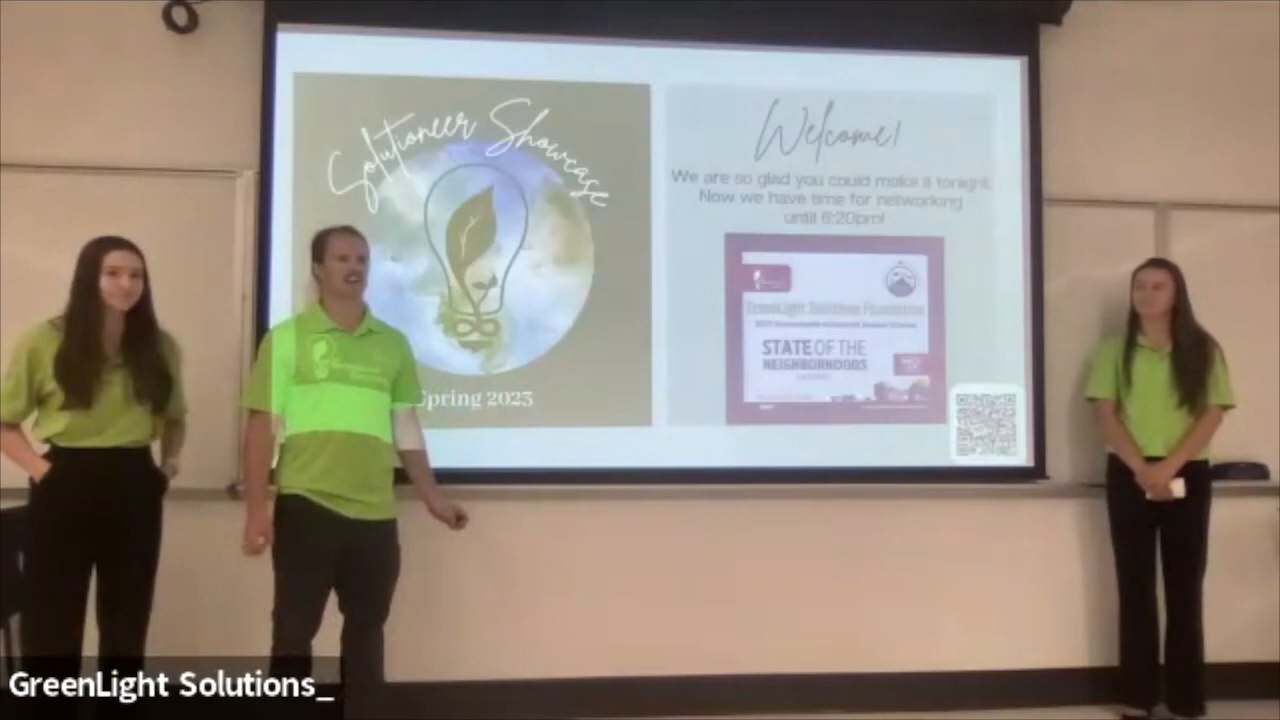 Solutioneer Showcase
Spring 2023
Welcome!
We are so glad you could make it tonight.
Now we have time for networking
until 6:20pm!
GreenLight Solutions Foundation
STATE OF THE
NEIGHBORHOODS
GreenLight Solutions_